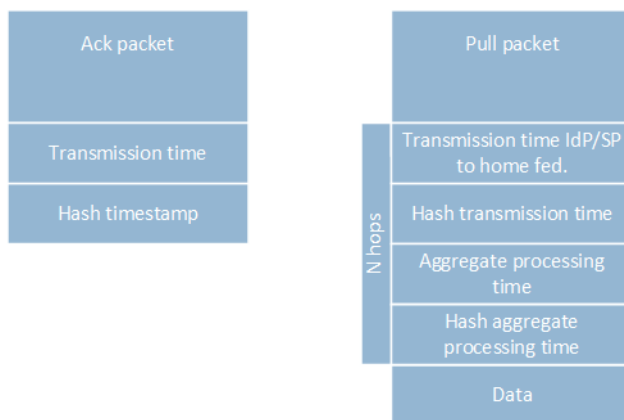 Ack packet
Transmission time
Hash timestamp
Pull packet
N hops
Transmission time IdP/SP
to home fed.
Hash transmission time
Aggregate processing
time
Hash aggregate
processing time
Data